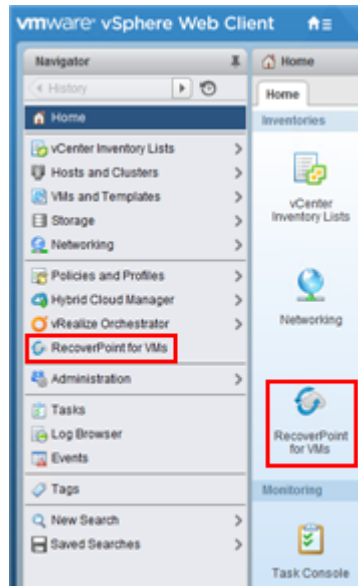 vmware® vSphere Web Client
Navigator
Home
History
Home
Home
Inventories
vCenter Inventory Lists
Hosts and Clusters
VMs and Templates
Storage
Networking
vCenter
Inventory Lists
Policies and Profiles
Hybrid Cloud Manager
vRealize Orchestrator
RecoverPoint for VMs
Networking
Administration
Tasks
Log Browser
Events
RecoverPoint
for VMs
Tags
Monitoring
New Search
Saved Searches
Task Console